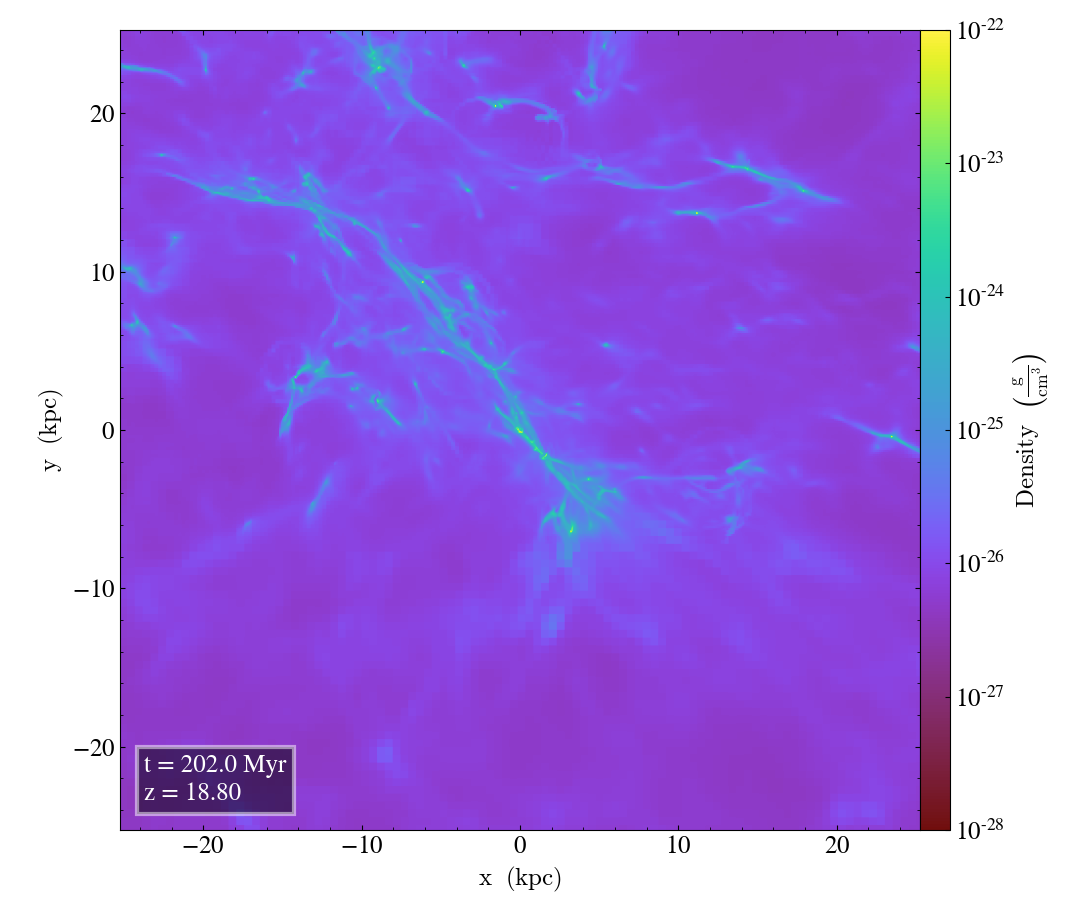 20
10
0
−10
−20
y (kpc)
t = 202.0 Myr
z = 18.80
−20 −10 0 10 20
x (kpc)
10^-22
10^-23
10^-24
10^-25
10^-26
10^-27
10^-28
Density (g/cm^3)